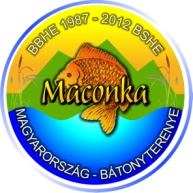 BBHE 1987 - 2012 BSHE
Maconka
MAGYARORSZÁG - BÁTONYTERENYE